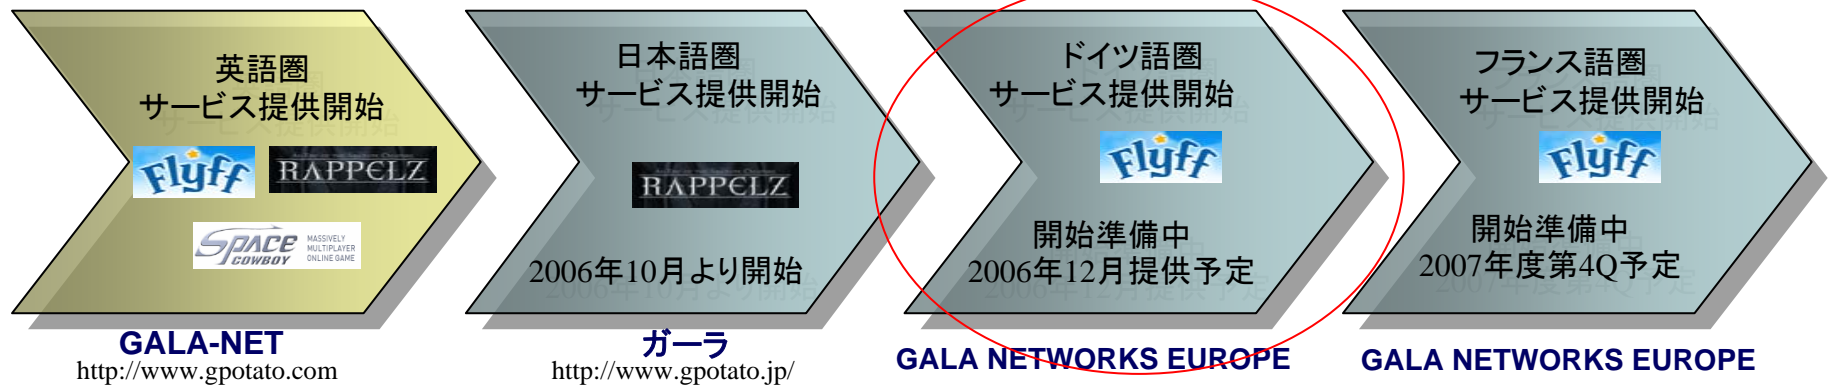 英語圏
サービス提供開始
Flyff
RAPPELZ
SPACE COWBOY
MASSIVELY
MULTIPLAYER
ONLINE GAME
GALA-NET
http://www.gpotato.com
日本語圏
サービス提供開始
RAPPELZ
2006年10月より開始
ガーラ
http://www.gpotato.jp/
ドイツ語圏
サービス提供開始
Flyff
開始準備中
2006年12月提供予定
GALA NETWORKS EUROPE
フランス語圏
サービス提供開始
Flyff
開始準備中
2007年度第4Q予定
GALA NETWORKS EUROPE